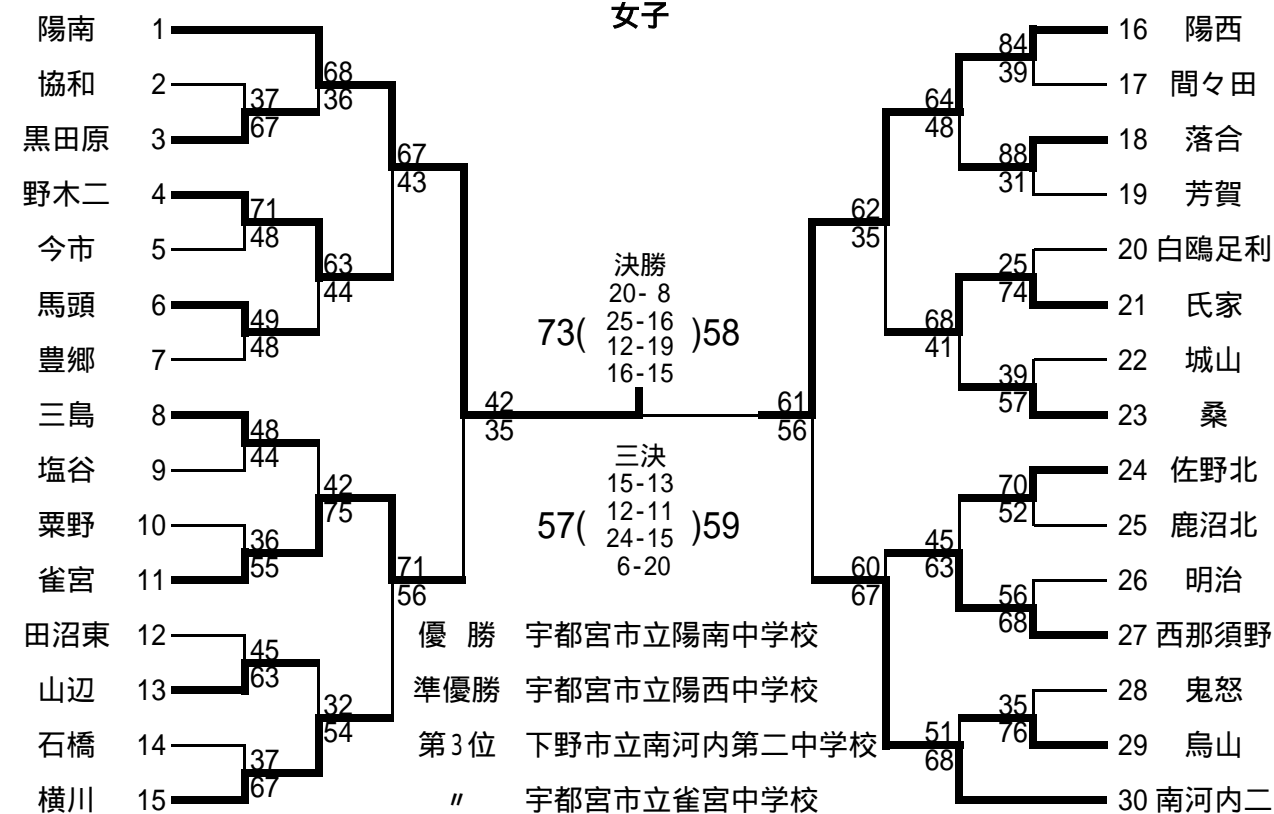 女子
陽南 1
協和 2
黒田原 3
野木二 4
今市 5
馬頭 6
豊郷 7
三島 8
塩谷 9
粟野 10
雀宮 11
田沼東 12
山辺 13
石橋 14
横川 15
37
67
71
48
49
48
48
44
36
55
45
63
37
67
68
36
63
44
42
75
32
54
67
43
71
56
42
35
決勝
20- 8
25-16
73( 12-19 )58
16-15
三決
15-13
12-11
57( 24-15 )59
6-20
優 勝 宇都宮市立陽南中学校
準優勝 宇都宮市立陽西中学校
第3位 下野市立南河内第二中学校
〃 宇都宮市立雀宮中学校
61
56
62
35
60
67
64
48
68
41
45
63
51
68
84
39
88
31
25
74
39
57
70
52
56
68
35
76
16 陽西
17 間々田
18 落合
19 芳賀
20 白鴎足利
21 氏家
22 城山
23 桑
24 佐野北
25 鹿沼北
26 明治
27 西那須野
28 鬼怒
29 烏山
30 南河内二